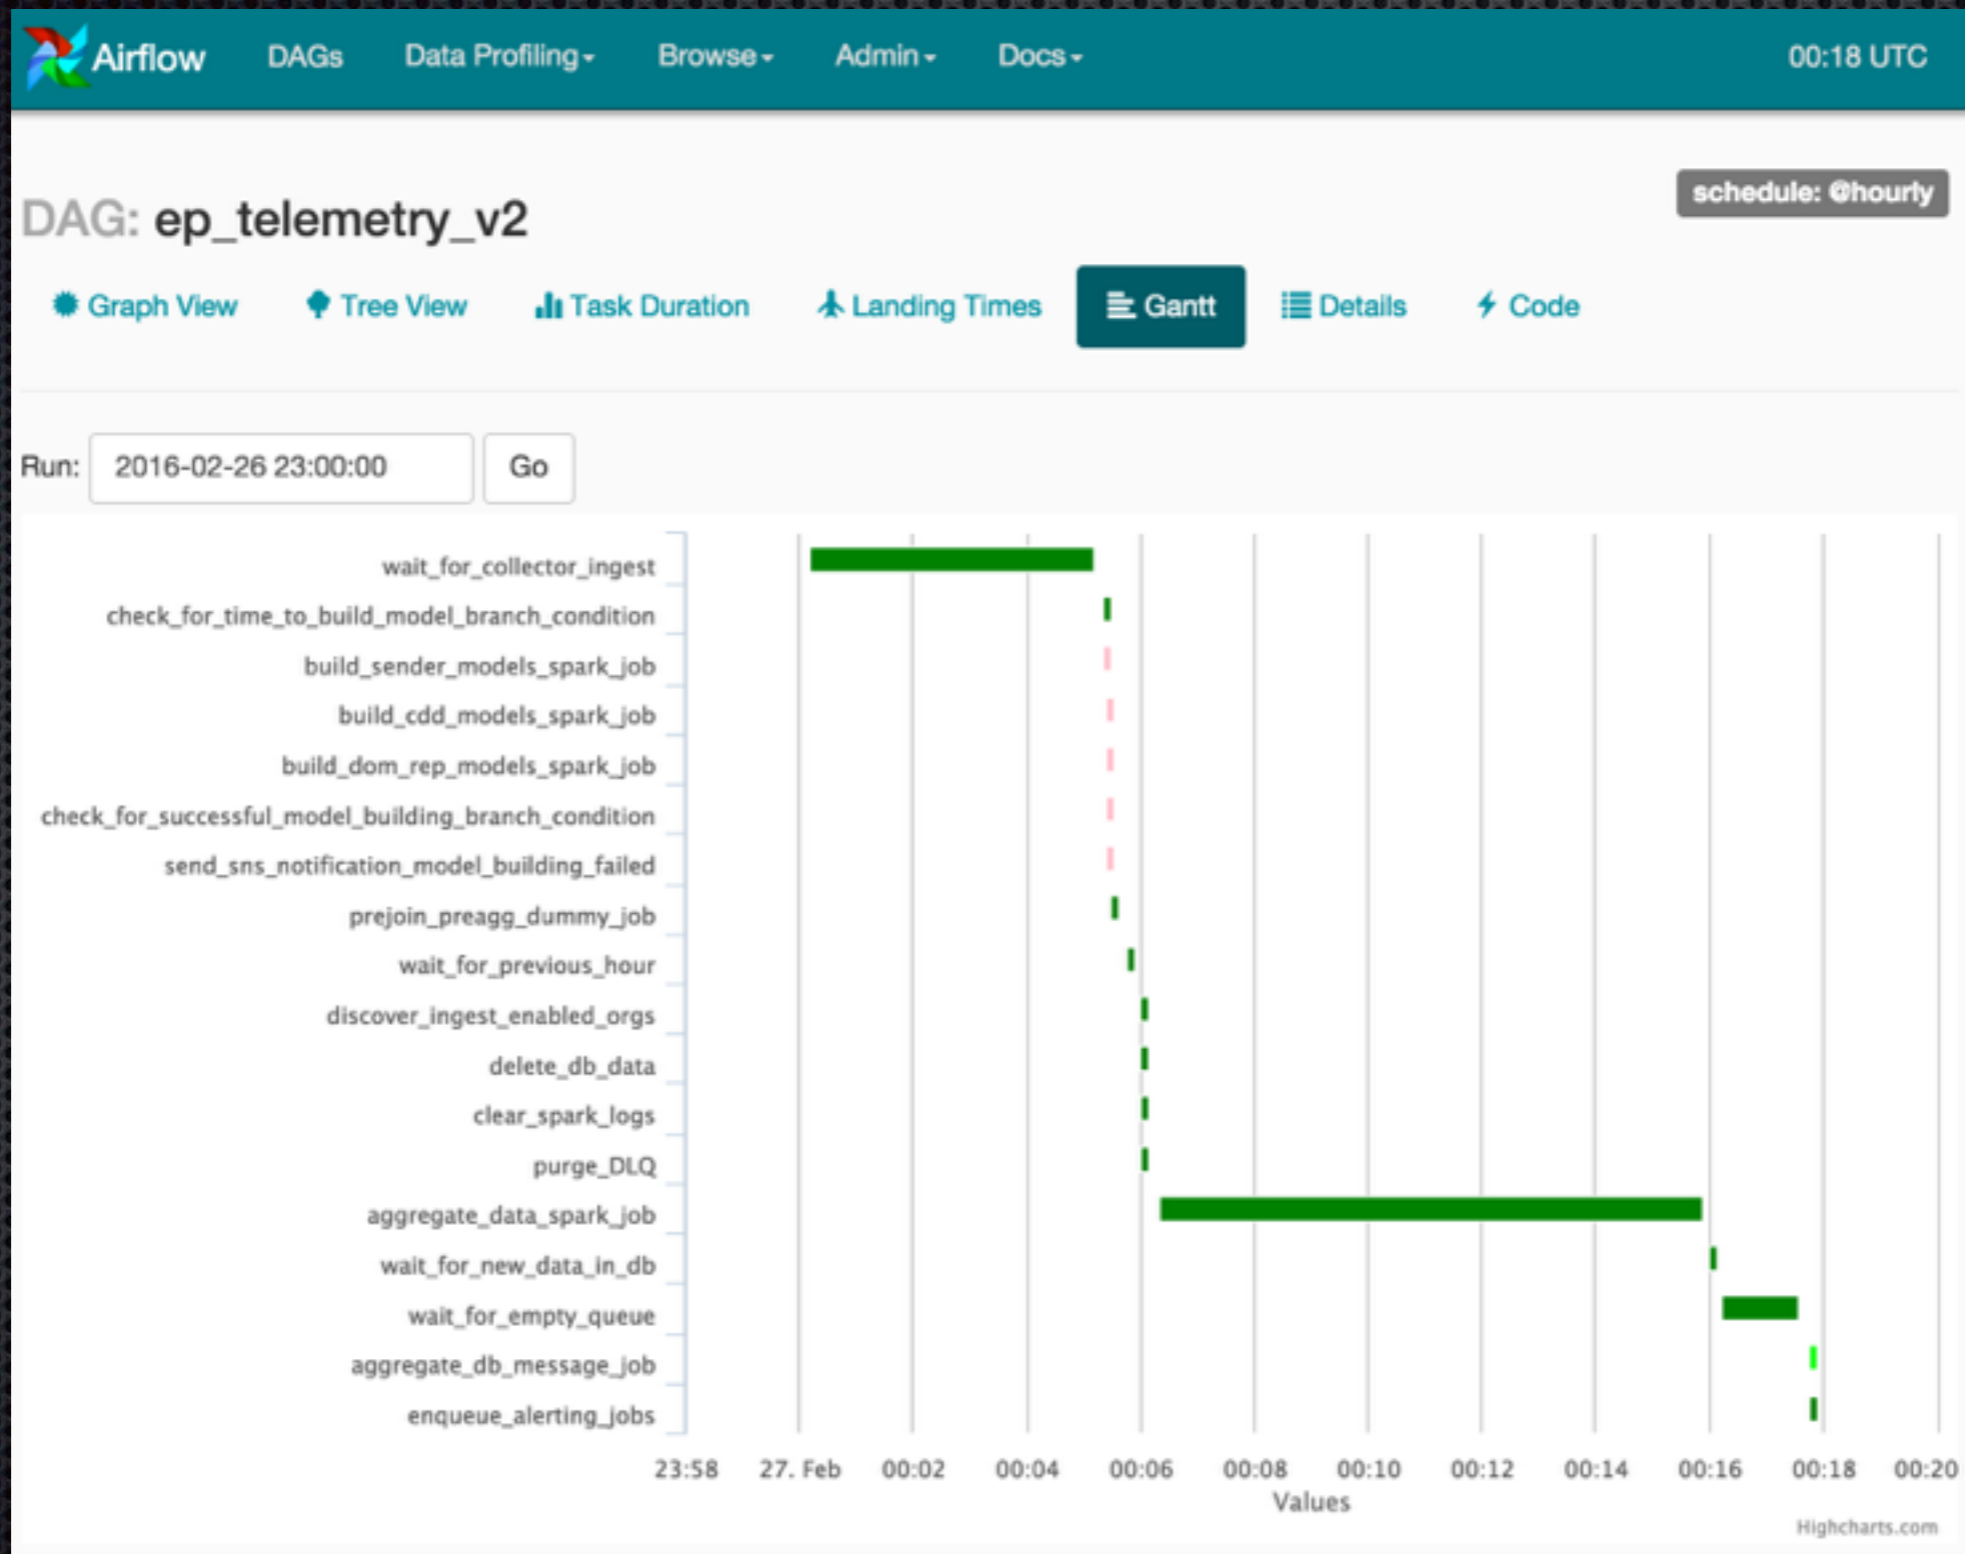 Airflow DAGs Data Profiling Browse Admin Docs 00:18 UTC
schedule: @hourly
DAG: ep_telemetry_v2
Graph View Tree View Task Duration Landing Times Gantt Details Code
Run: 2016-02-26 23:00:00 Go
wait_for_collector_ingest
check_for_time_to_build_model_branch_condition
build_sender_models_spark_job
build_cdd_models_spark_job
build_dom_rep_models_spark_job
check_for_successful_model_building_branch_condition
send_sns_notification_model_building_failed
prejoin_preagg_dummy_job
wait_for_previous_hour
discover_ingest_enabled_orgs
delete_db_data
clear_spark_logs
purge_DLQ
aggregate_data_spark_job
wait_for_new_data_in_db
wait_for_empty_queue
aggregate_db_message_job
enqueue_alerting_jobs
23:58 27. Feb 00:02 00:04 00:06 00:08 00:10 00:12 00:14 00:16 00:18 00:20
Values
Highcharts.com